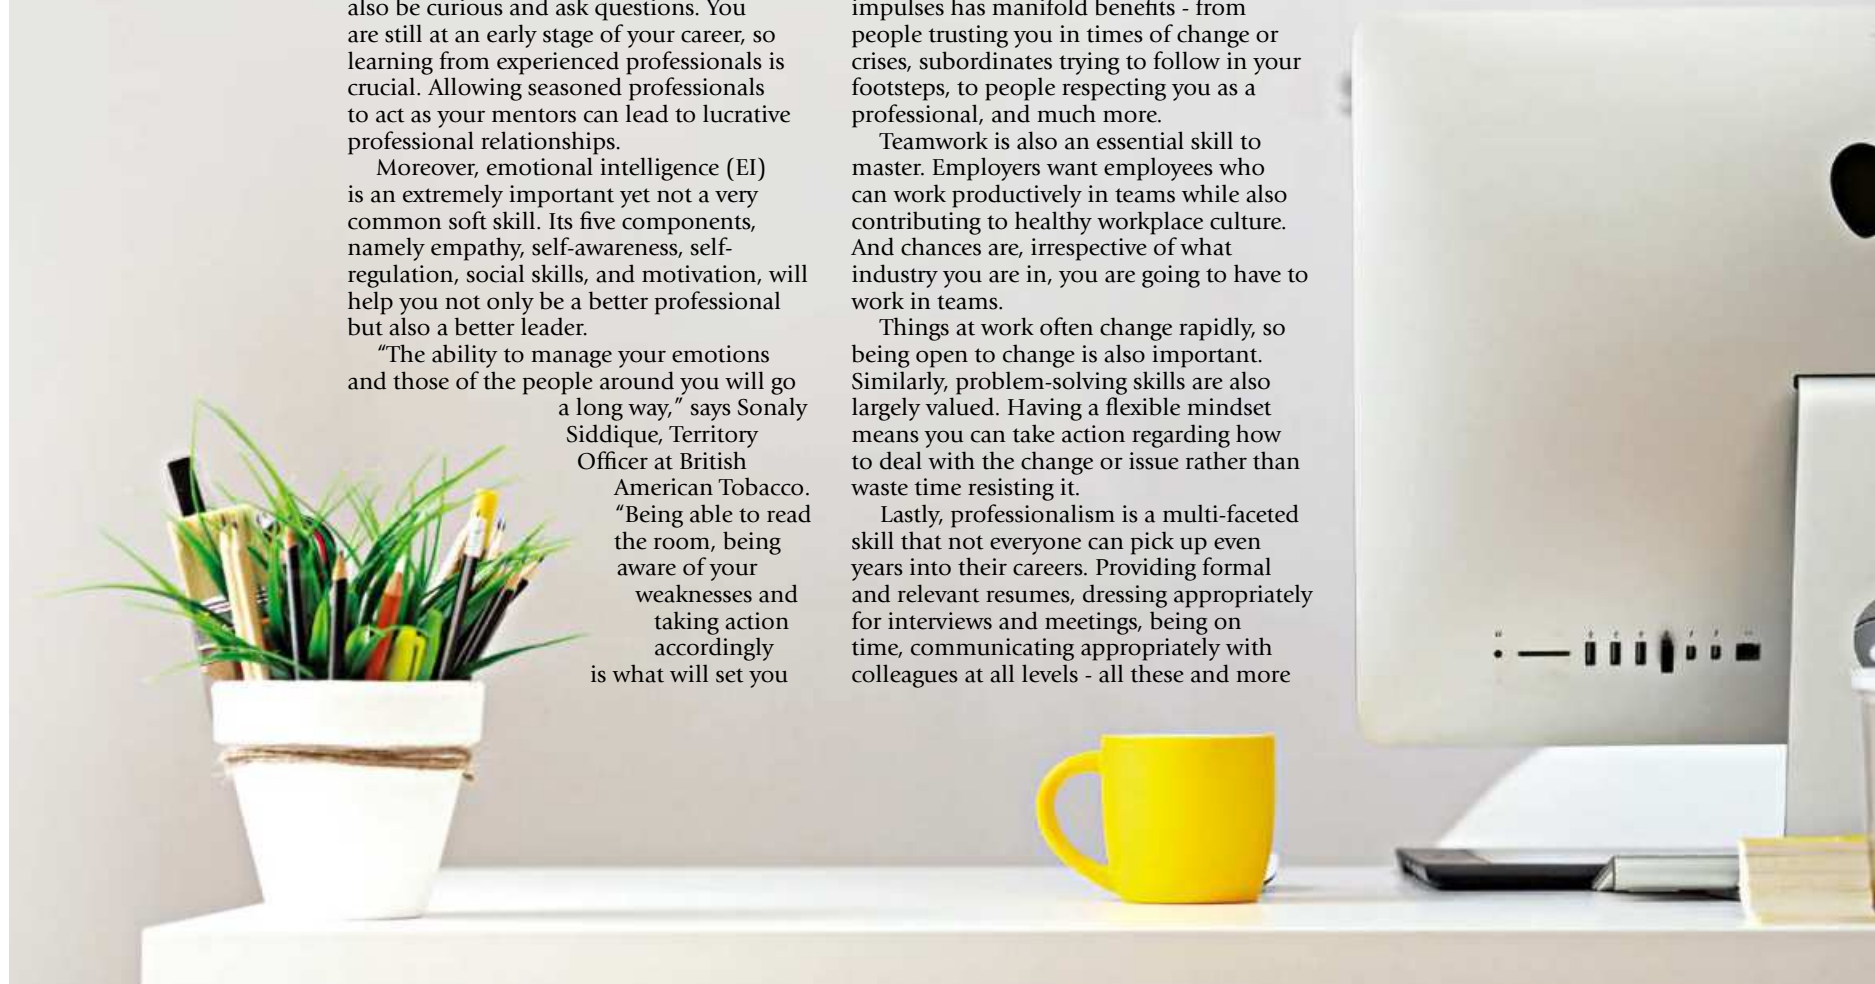 also be curious and ask questions. You
are still at an early stage of your career, so
learning from experienced professionals is
crucial. Allowing seasoned professionals
to act as your mentors can lead to lucrative
professional relationships.
Moreover, emotional intelligence (EI)
is an extremely important yet not a very
common soft skill. Its five components,
namely empathy, self-awareness, self-
regulation, social skills, and motivation, will
help you not only be a better professional
but also a better leader.
“The ability to manage your emotions
and those of the people around you will go
a long way,” says Sonaly
Siddique, Territory
Officer at British
American Tobacco.
“Being able to read
the room, being
aware of your
weaknesses and
taking action
accordingly
is what will set you
impulses has manifold benefits - from
people trusting you in times of change or
crises, subordinates trying to follow in your
footsteps, to people respecting you as a
professional, and much more.
Teamwork is also an essential skill to
master. Employers want employees who
can work productively in teams while also
contributing to healthy workplace culture.
And chances are, irrespective of what
industry you are in, you are going to have to
work in teams.
Things at work often change rapidly, so
being open to change is also important.
Similarly, problem-solving skills are also
largely valued. Having a flexible mindset
means you can take action regarding how
to deal with the change or issue rather than
waste time resisting it.
Lastly, professionalism is a multi-faceted
skill that not everyone can pick up even
years into their careers. Providing formal
and relevant resumes, dressing appropriately
for interviews and meetings, being on
time, communicating appropriately with
colleagues at all levels - all these and more